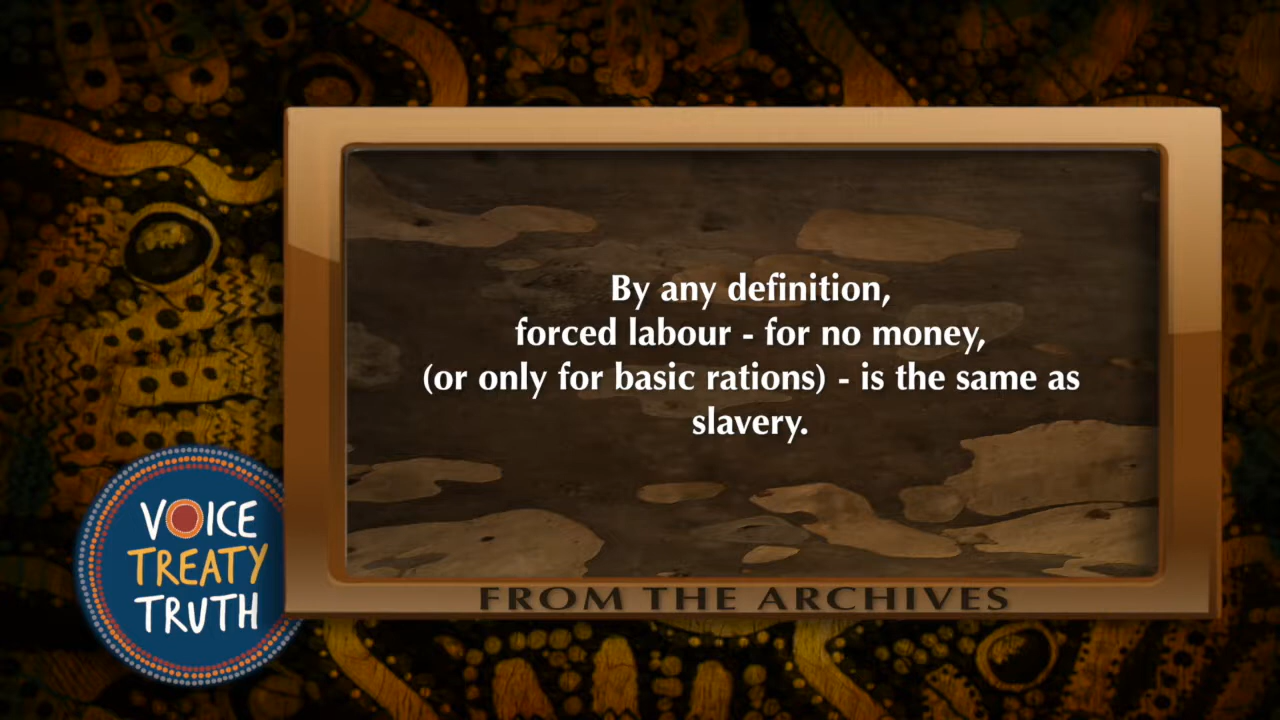 By any definition,
forced labour - for no money,
(or only for basic rations) - is the same as
slavery.
VOICE
TREATY
TRUTH
FROM THE ARCHIVES